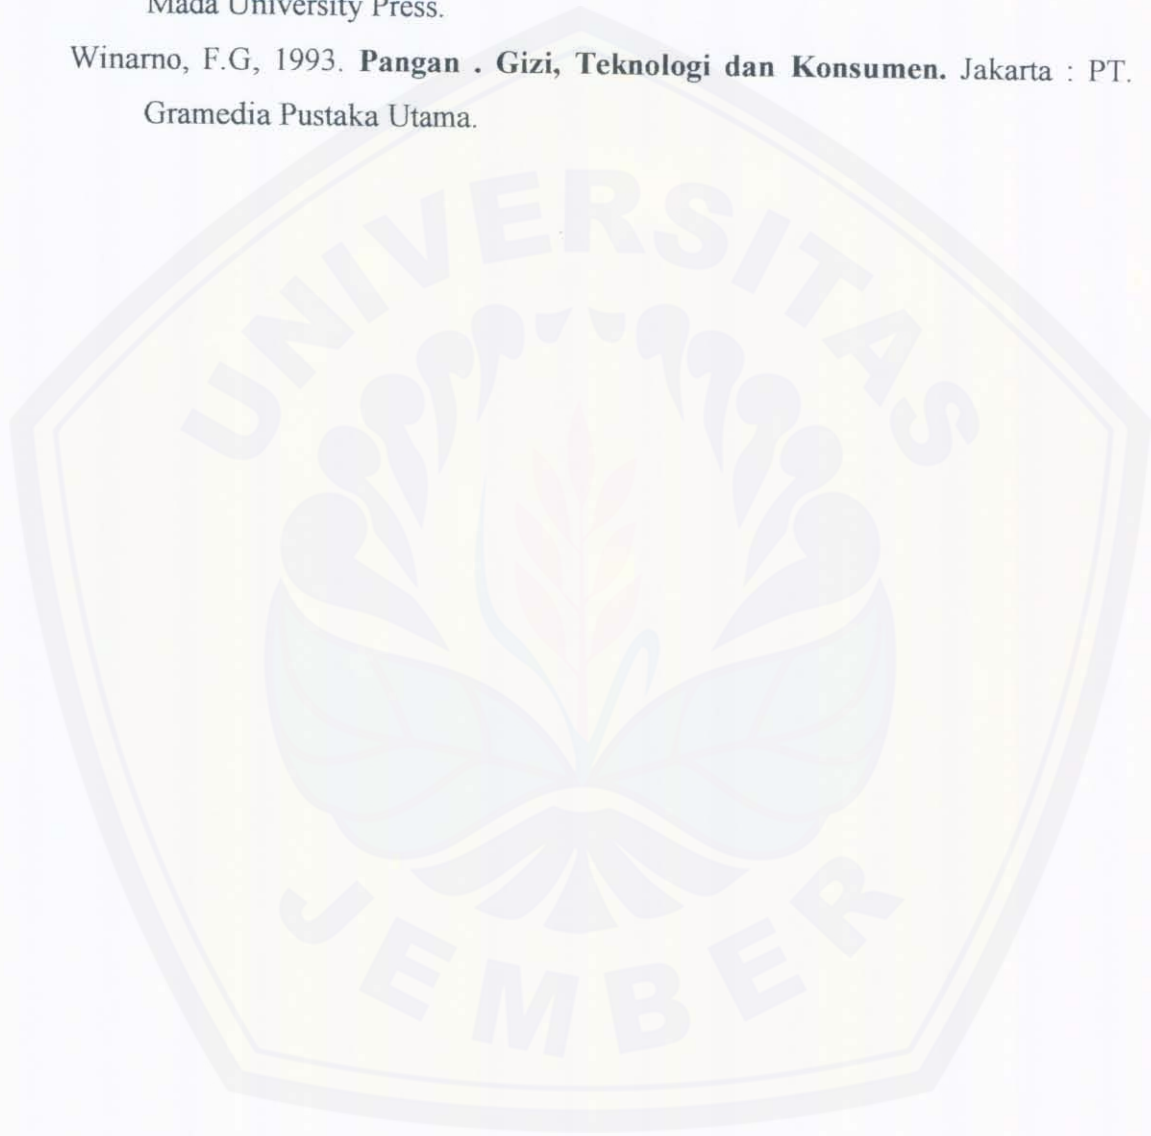 Mada University Press.
Winarno, F.G, 1993. Pangan . Gizi, Teknologi dan Konsumen. Jakarta : PT.
Gramedia Pustaka Utama.
UNIVERSITAS
JEMBER